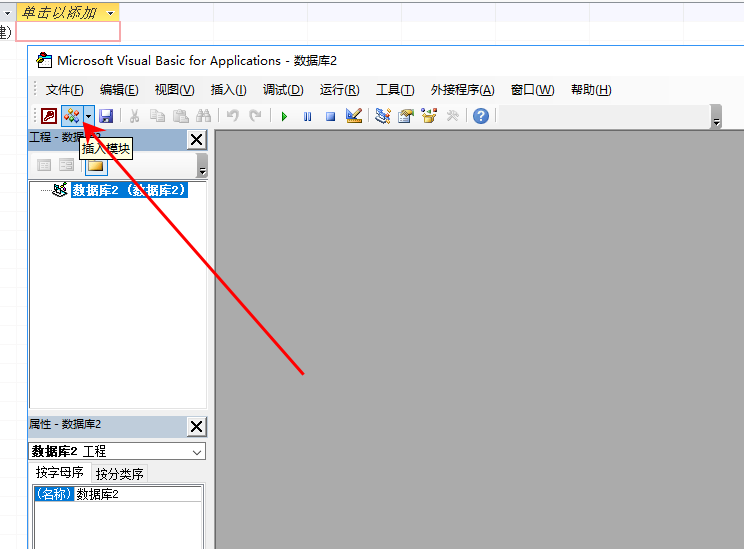 单击以添加
建)
Microsoft Visual Basic for Applications - 数据库2
文件(F) 编辑(E) 视图(V) 插入(I) 调试(D) 运行(R) 工具(T) 外接程序(A) 窗口(W) 帮助(H)
工程 - 数据库2
插入模块
数据库2 (数据库2)
属性 - 数据库2
数据库2 工程
按字母序 按分类序
(名称) 数据库2